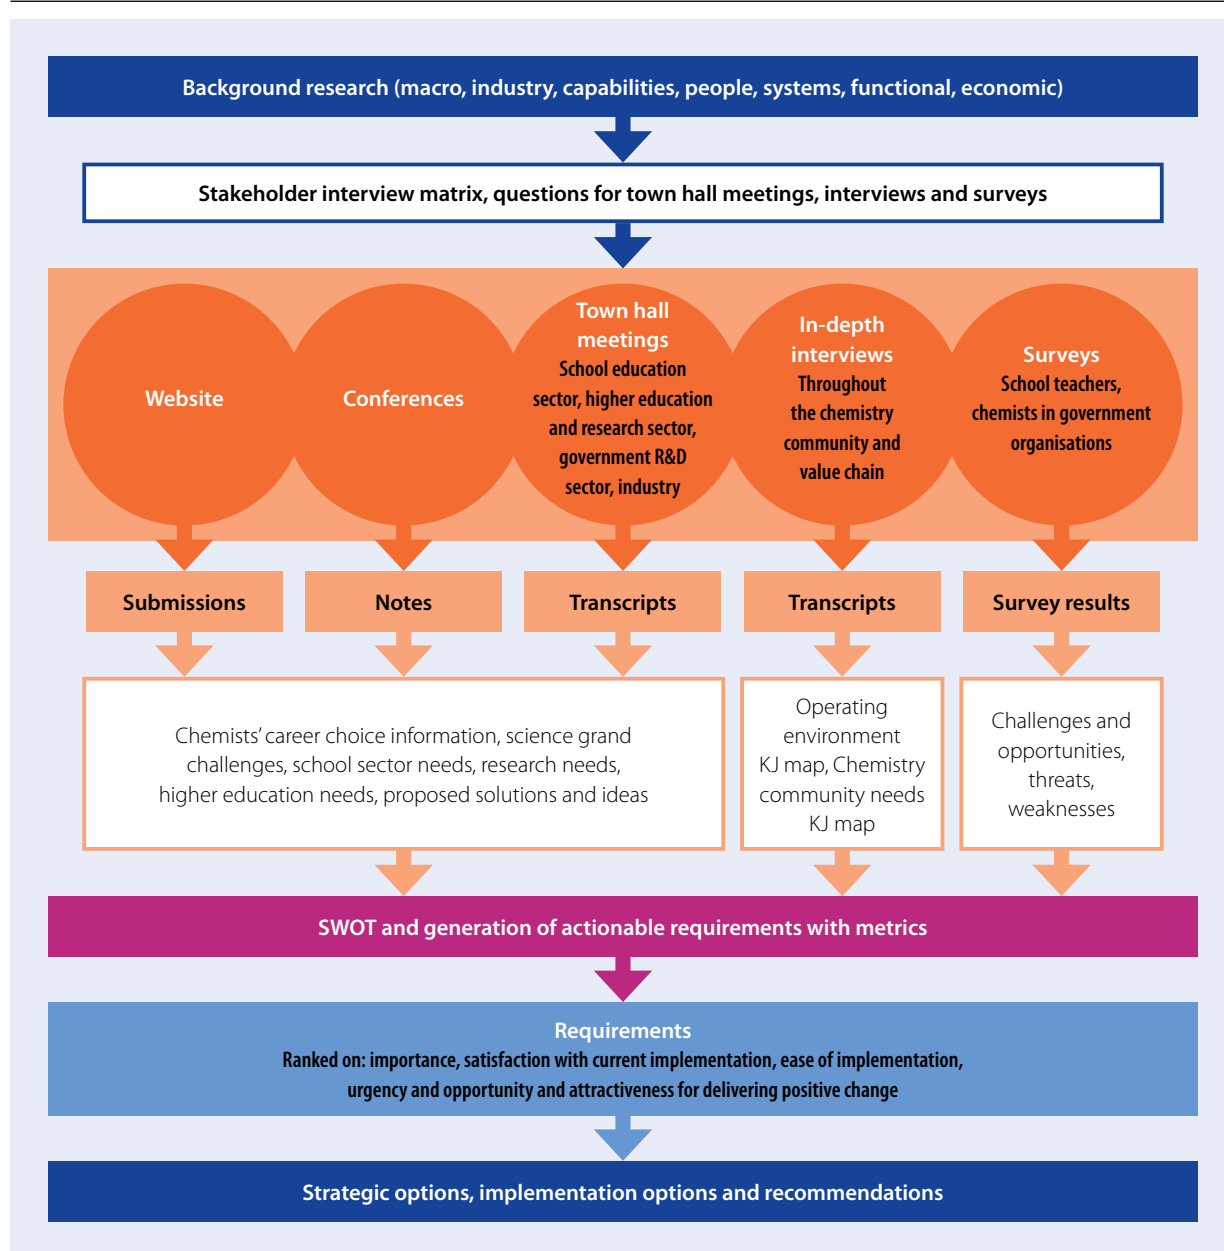 Background research (macro, industry, capabilities, people, systems, functional, economic)
Stakeholder interview matrix, questions for town hall meetings, interviews and surveys
Website
Conferences
Town hall
meetings
School education
sector, higher education
and research sector,
government R&D
sector, industry
In-depth
interviews
Throughout
the chemistry
community and
value chain
Surveys
School teachers,
chemists in government
organisations
Submissions
Notes
Transcripts
Transcripts
Survey results
Chemists’ career choice information, science grand
challenges, school sector needs, research needs,
higher education needs, proposed solutions and ideas
Operating
environment
KJ map, Chemistry
community needs
KJ map
Challenges and
opportunities,
threats,
weaknesses
SWOT and generation of actionable requirements with metrics
Requirements
Ranked on: importance, satisfaction with current implementation, ease of implementation,
urgency and opportunity and attractiveness for delivering positive change
Strategic options, implementation options and recommendations